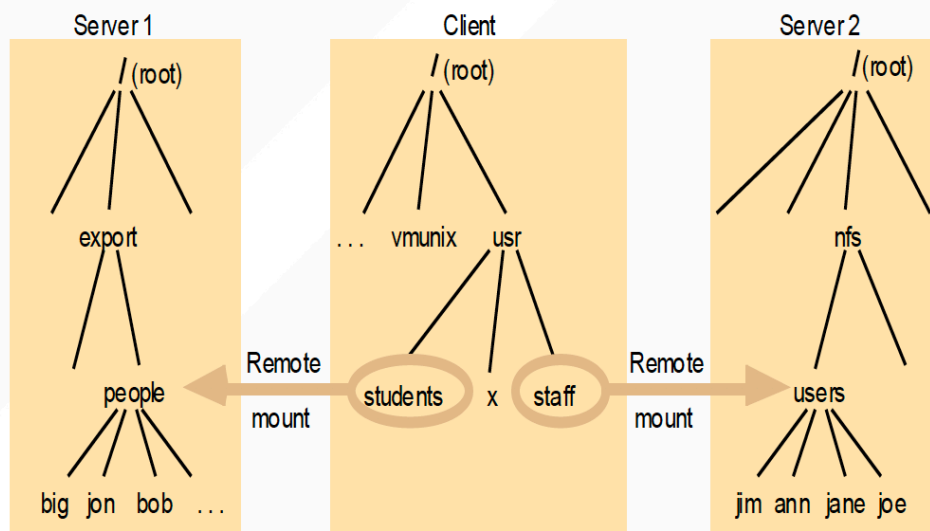 Server 1 Client Server 2
/ (root) / (root) / (root)
export . . . vmunix usr nfs
Remote Remote
people students x staff users
mount mount
big jon bob . . . jim ann jane joe